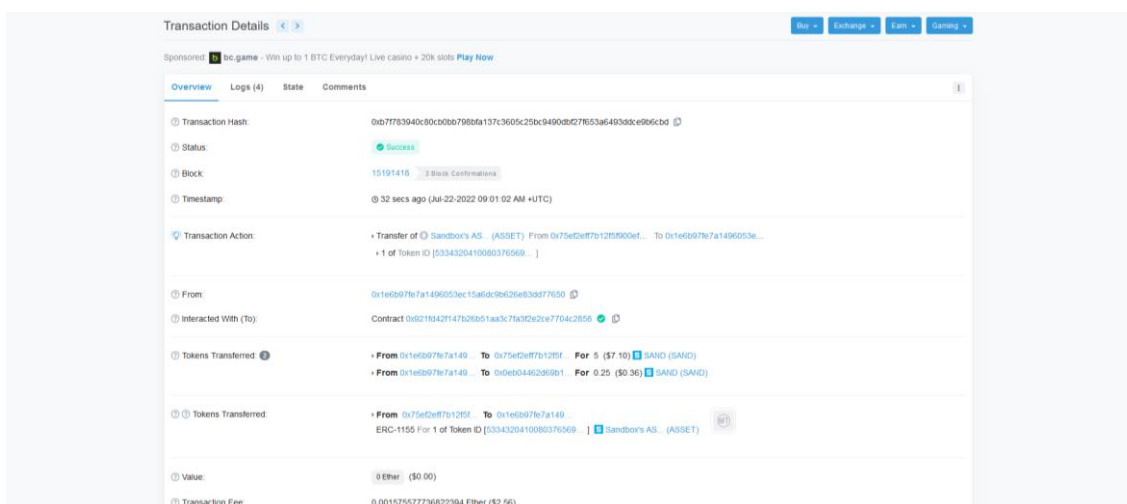 Transaction Details < >
Buy Exchange Earn Gaming
Sponsored: b bc.game - Win up to 1 BTC Everyday! Live casino + 20k slots Play Now
Overview Logs (4) State Comments
Transaction Hash: 0xb7f783940c80cb0bb798bfa137c3605c25bc9490dbf27f653a6493ddce9b6cbd
Status: Success
Block: 15191416 3 Block Confirmations
Timestamp: 32 secs ago (Jul-22-2022 09:01:02 AM +UTC)
Transaction Action: Transfer of Sandbox's AS... (ASSET) From 0x75ef2eff7b12f5f900ef... To 0x1e6b97fe7a1496053e...
1 of Token ID [5334320410080376569... ]
From: 0x1e6b97fe7a1496053ec15a6dc9b626e83dd77650
Interacted With (To): Contract 0x921fd42f147b26b51aa3c7fa3f2e2ce7704c2856
Tokens Transferred: 2 From 0x1e6b97fe7a149... To 0x75ef2eff7b12f5f... For 5 ($7.10) SAND (SAND)
From 0x1e6b97fe7a149... To 0x0eb04462d69b1... For 0.25 ($0.36) SAND (SAND)
Tokens Transferred: From 0x75ef2eff7b12f5f... To 0x1e6b97fe7a149...
ERC-1155 For 1 of Token ID [5334320410080376569... ] Sandbox's AS... (ASSET)
Value: 0 Ether ($0.00)
Transaction Fee: 0.001575577736822394 Ether ($2.56)